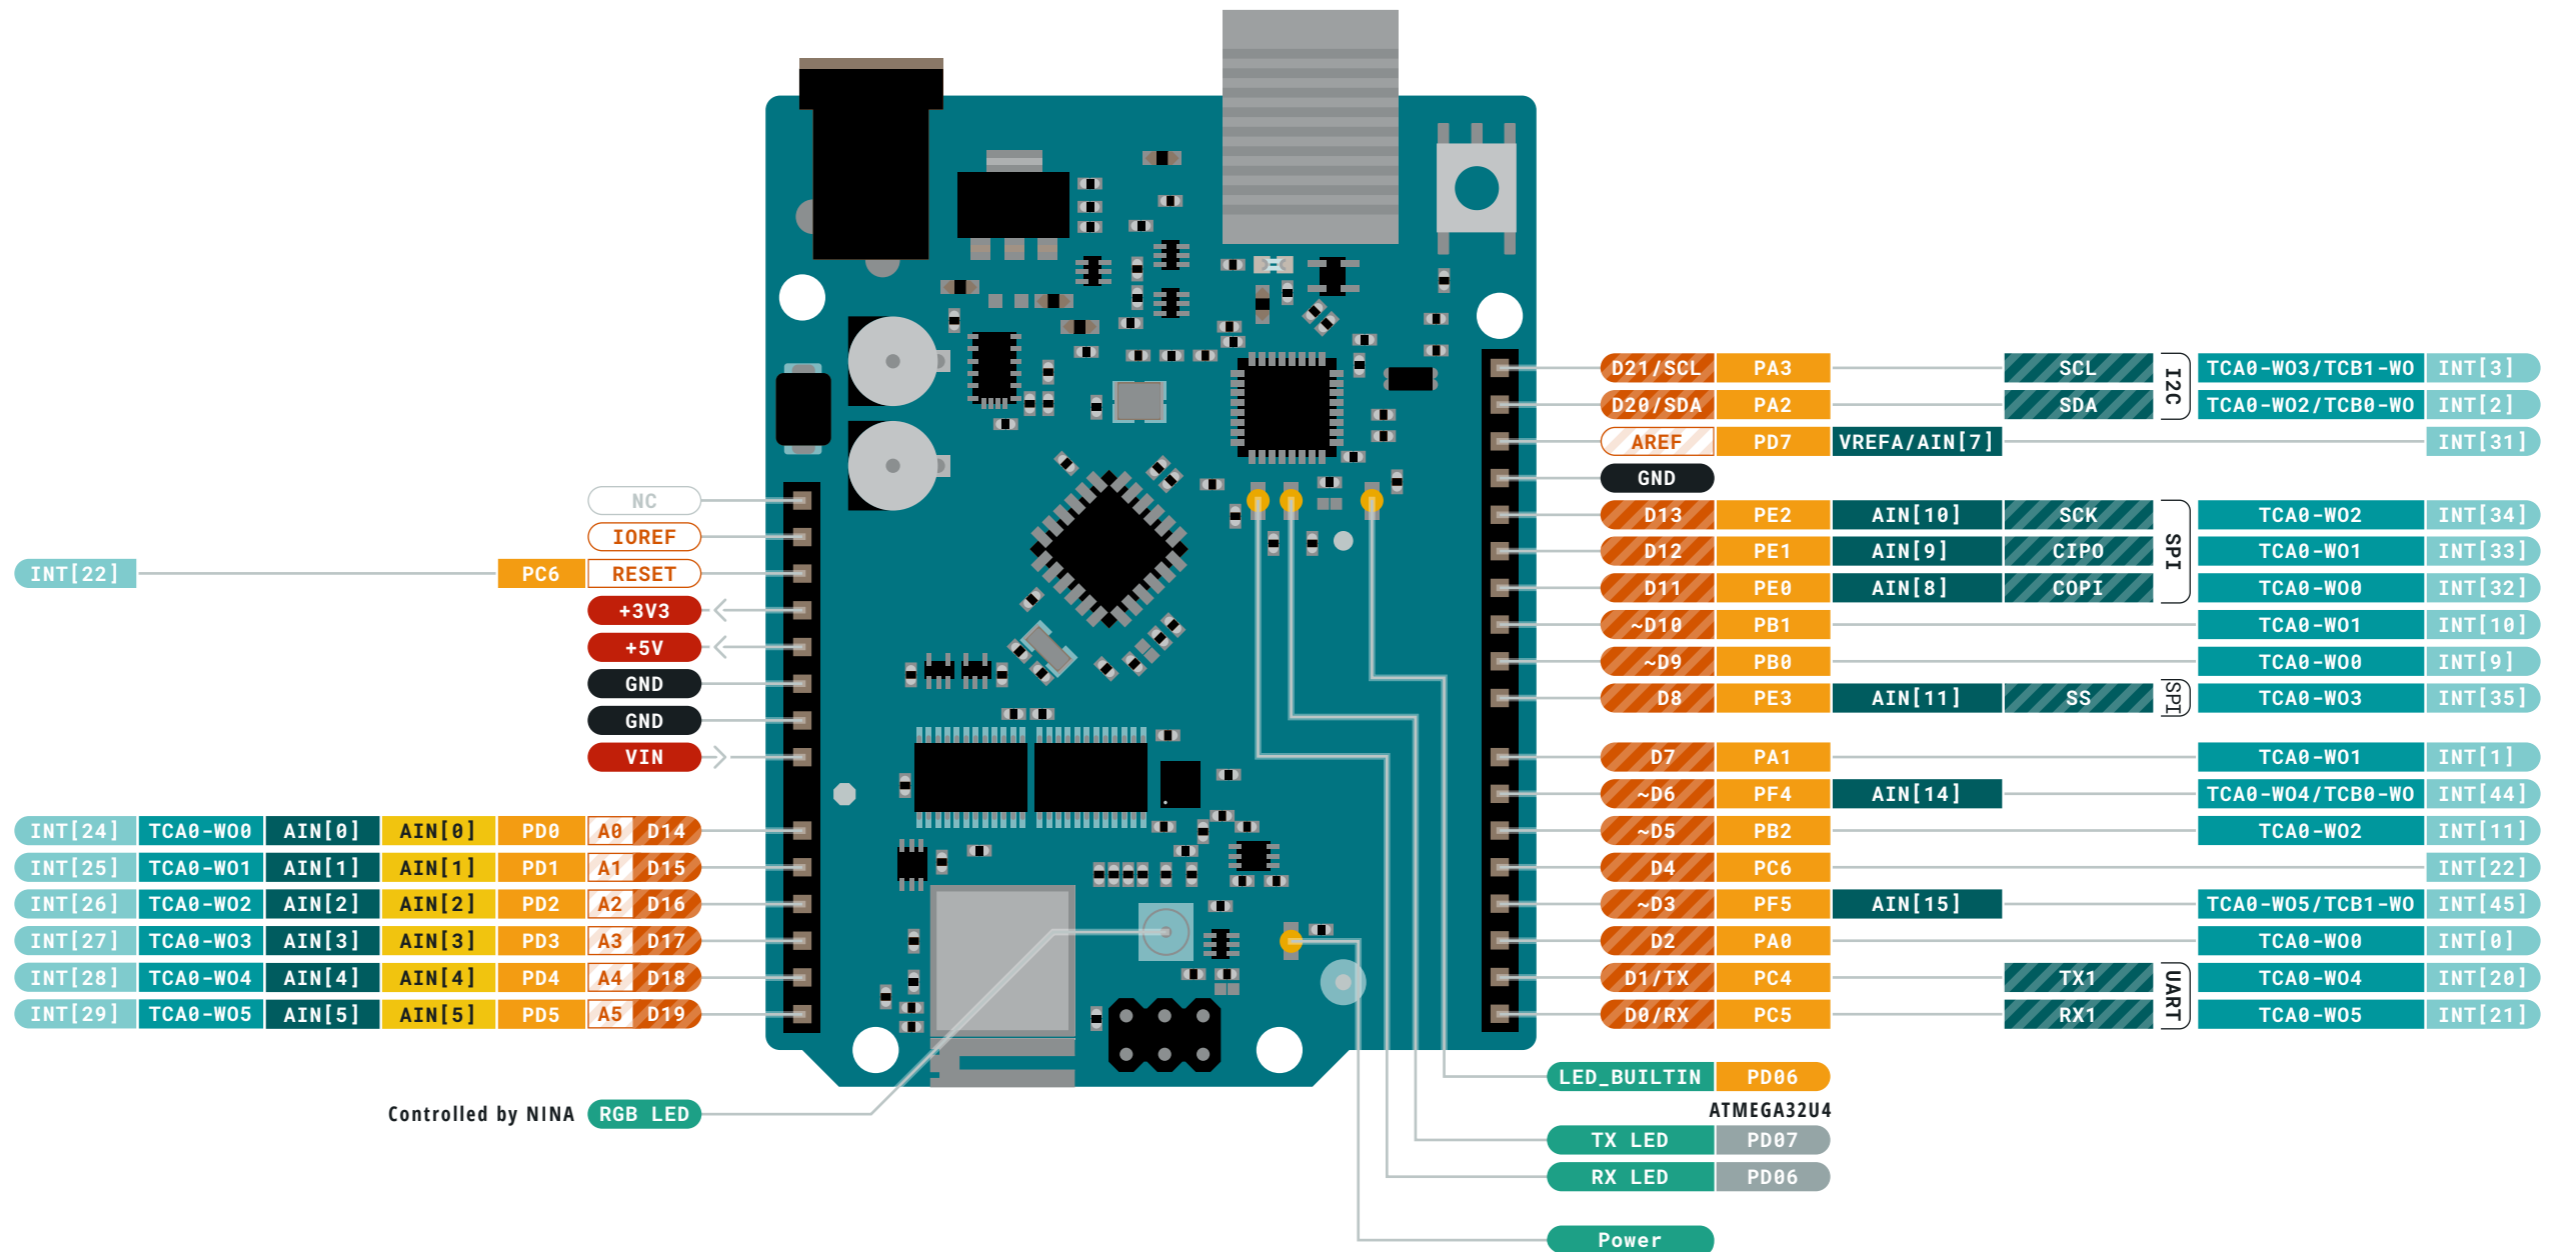 D21/SCL PA3 SCL TCA0-WO3/TCB1-WO INT[3]
D20/SDA PA2 SDA TCA0-WO2/TCB0-WO INT[2]
I2C
AREF PD7 VREFA/AIN[7] INT[31]
GND
D13 PE2 AIN[10] SCK TCA0-WO2 INT[34]
D12 PE1 AIN[9] CIPO TCA0-WO1 INT[33]
D11 PE0 AIN[8] COPI TCA0-WO0 INT[32]
SPI
~D10 PB1 TCA0-WO1 INT[10]
~D9 PB0 TCA0-WO0 INT[9]
D8 PE3 AIN[11] SS SPI TCA0-WO3 INT[35]
D7 PA1 TCA0-WO1 INT[1]
~D6 PF4 AIN[14] TCA0-WO4/TCB0-WO INT[44]
~D5 PB2 TCA0-WO2 INT[11]
D4 PC6 INT[22]
~D3 PF5 AIN[15] TCA0-WO5/TCB1-WO INT[45]
D2 PA0 TCA0-WO0 INT[0]
D1/TX PC4 TX1 TCA0-WO4 INT[20]
D0/RX PC5 RX1 TCA0-WO5 INT[21]
UART
NC
IOREF
INT[22] PC6 RESET
+3V3
+5V
GND
GND
VIN
INT[24] TCA0-WO0 AIN[0] AIN[0] PD0 A0 D14
INT[25] TCA0-WO1 AIN[1] AIN[1] PD1 A1 D15
INT[26] TCA0-WO2 AIN[2] AIN[2] PD2 A2 D16
INT[27] TCA0-WO3 AIN[3] AIN[3] PD3 A3 D17
INT[28] TCA0-WO4 AIN[4] AIN[4] PD4 A4 D18
INT[29] TCA0-WO5 AIN[5] AIN[5] PD5 A5 D19
Controlled by NINA RGB LED
LED_BUILTIN PD06
ATMEGA32U4
TX LED PD07
RX LED PD06
Power